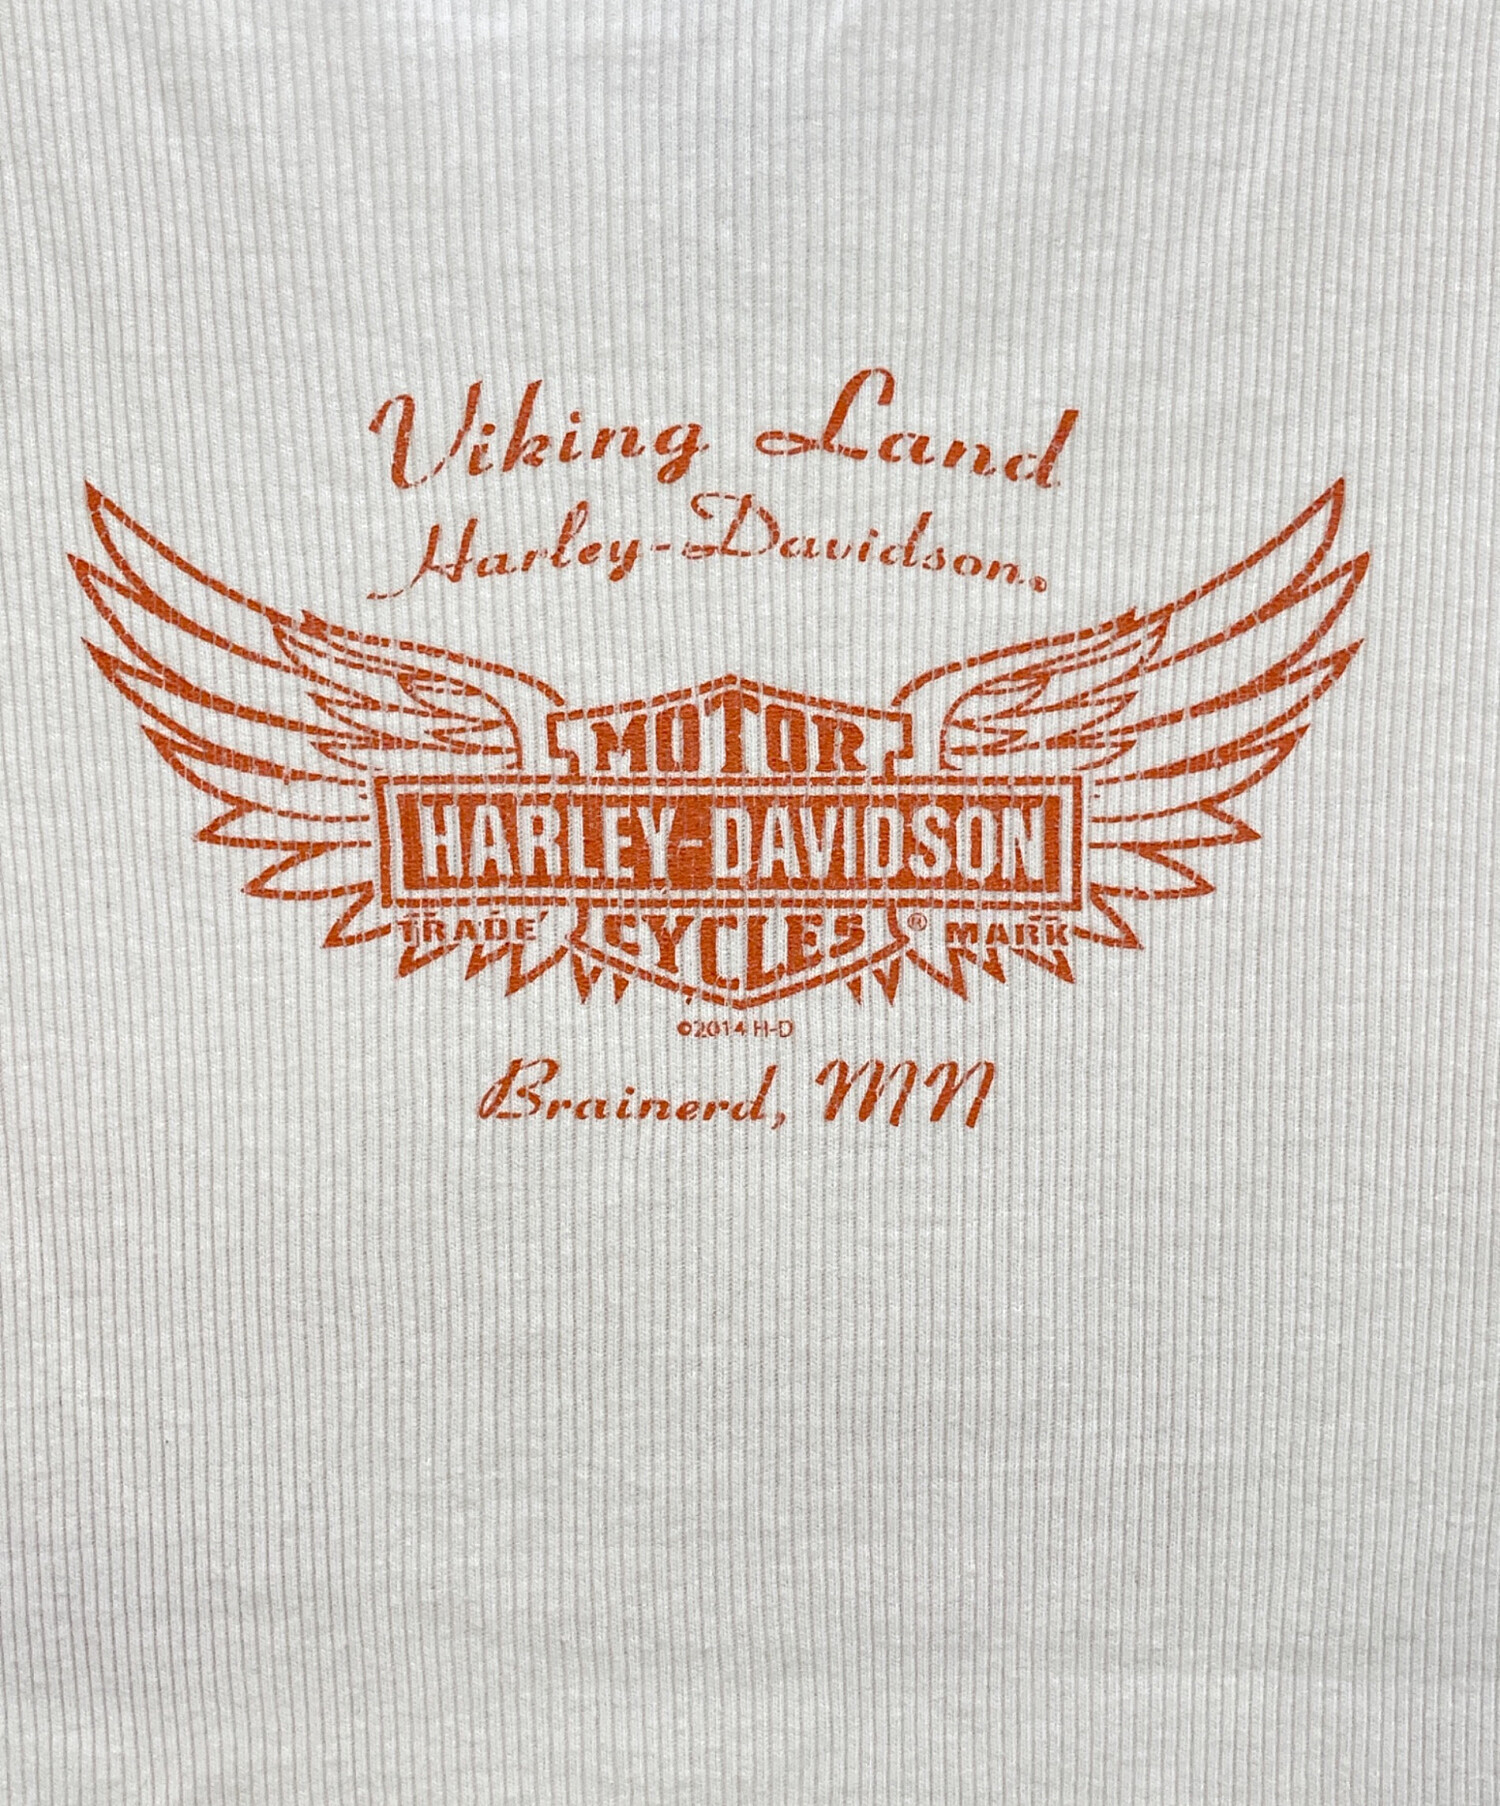 Viking Land
Harley-Davidson®
MOTOR
HARLEY-DAVIDSON
TRADE CYCLES ® MARK
©2014 H-D
Brainerd, MN